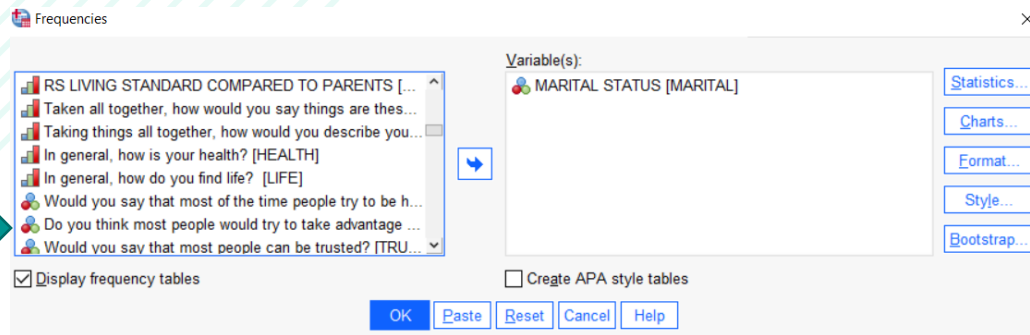 Frequencies
Variable(s):
RS LIVING STANDARD COMPARED TO PARENTS [...
Taken all together, how would you say things are thes...
Taking things all together, how would you describe you...
In general, how is your health? [HEALTH]
In general, how do you find life? [LIFE]
Would you say that most of the time people try to be h...
Do you think most people would try to take advantage ...
Would you say that most people can be trusted? [TRU...
MARITAL STATUS [MARITAL]
Statistics...
Charts...
Format...
Style...
Bootstrap...
Display frequency tables
Create APA style tables
OK Paste Reset Cancel Help